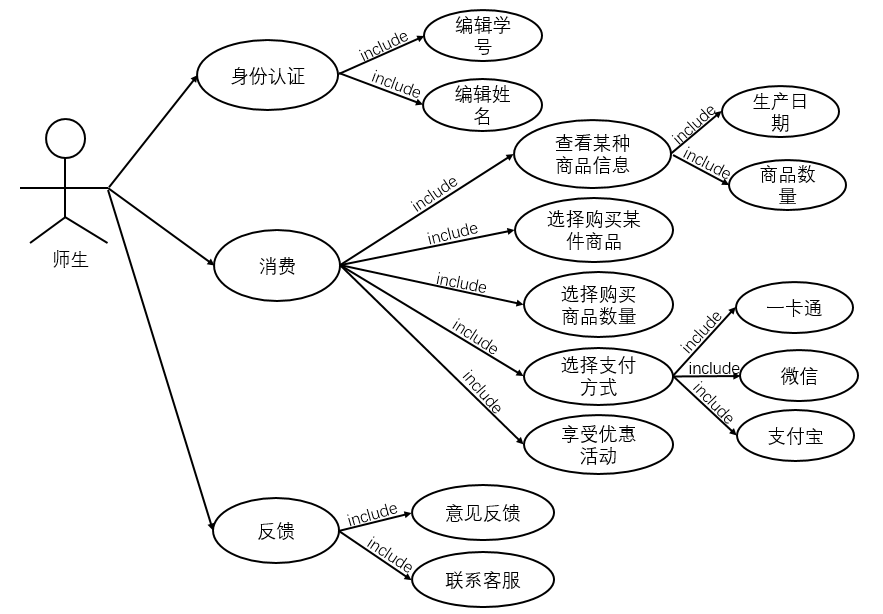 师生
身份认证
include
编辑学
号
include
编辑姓
名
消费
include
查看某种
商品信息
include
生产日
期
include
商品数
量
include
选择购买某
件商品
include
选择购买
商品数量
include
选择支付
方式
include
一卡通
include
微信
include
支付宝
include
享受优惠
活动
反馈
include
意见反馈
include
联系客服